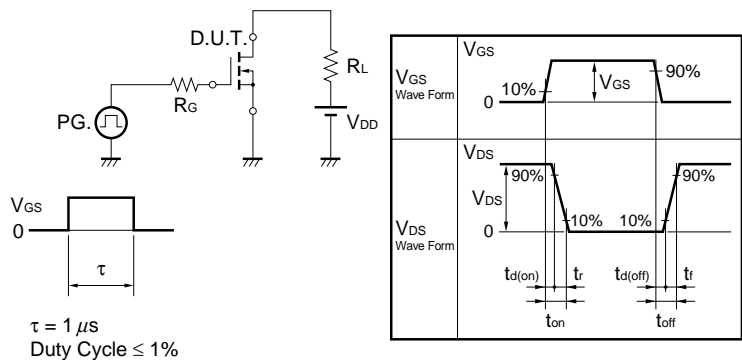 D.U.T.
RL
RG
PG.
VDD
VGS
0
τ
τ = 1 μs
Duty Cycle ≤ 1%
VGS
Wave Form
VGS
10%
VGS
90%
0
VDS
Wave Form
VDS
90%
90%
VDS
10% 10%
0
td(on) tr td(off) tf
ton toff